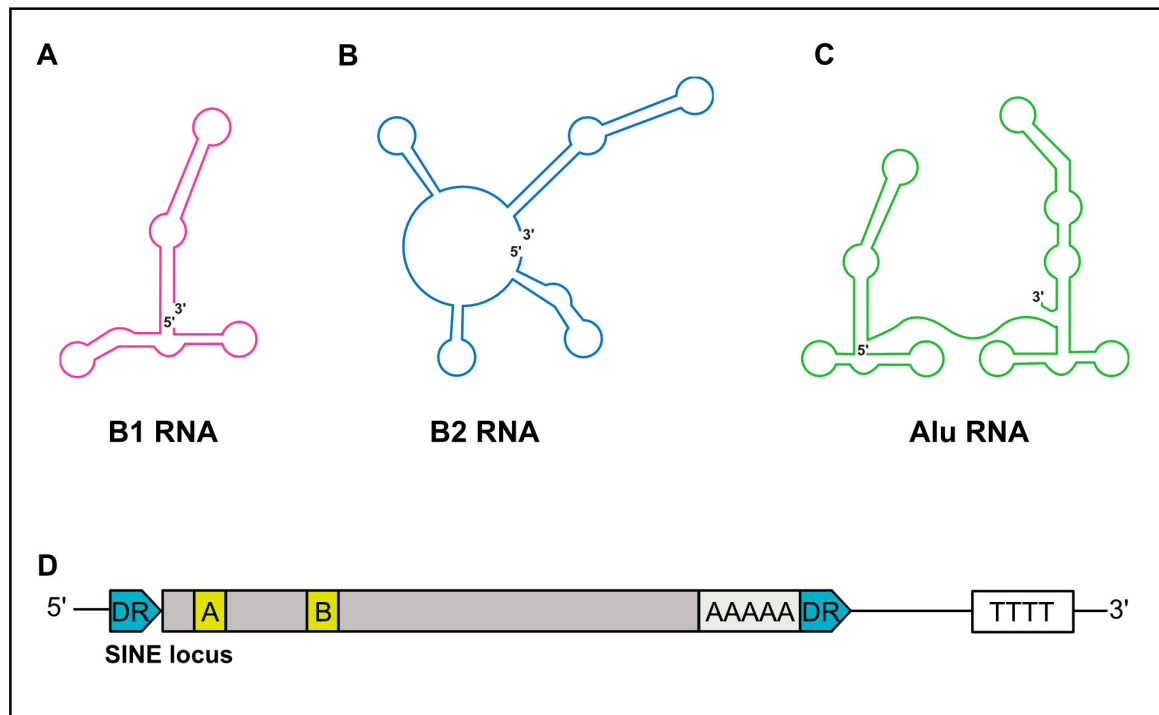 A
B
C
3'
5'
3'
5'
3'
5'
B1 RNA
B2 RNA
Alu RNA
D
5'
DR
A
B
AAAAA
DR
TTTT
3'
SINE locus